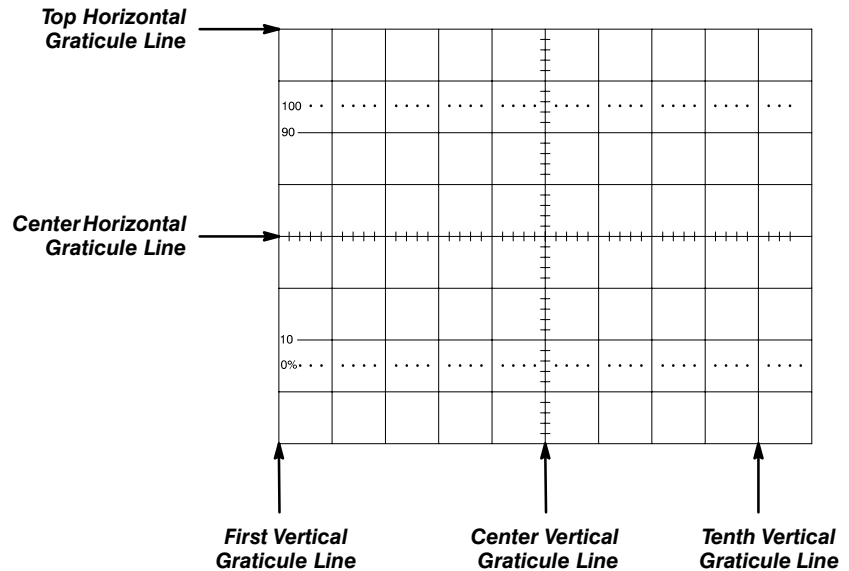 Top Horizontal
Graticule Line
100
90
Center Horizontal
Graticule Line
10
0%
First Vertical
Graticule Line
Center Vertical
Graticule Line
Tenth Vertical
Graticule Line